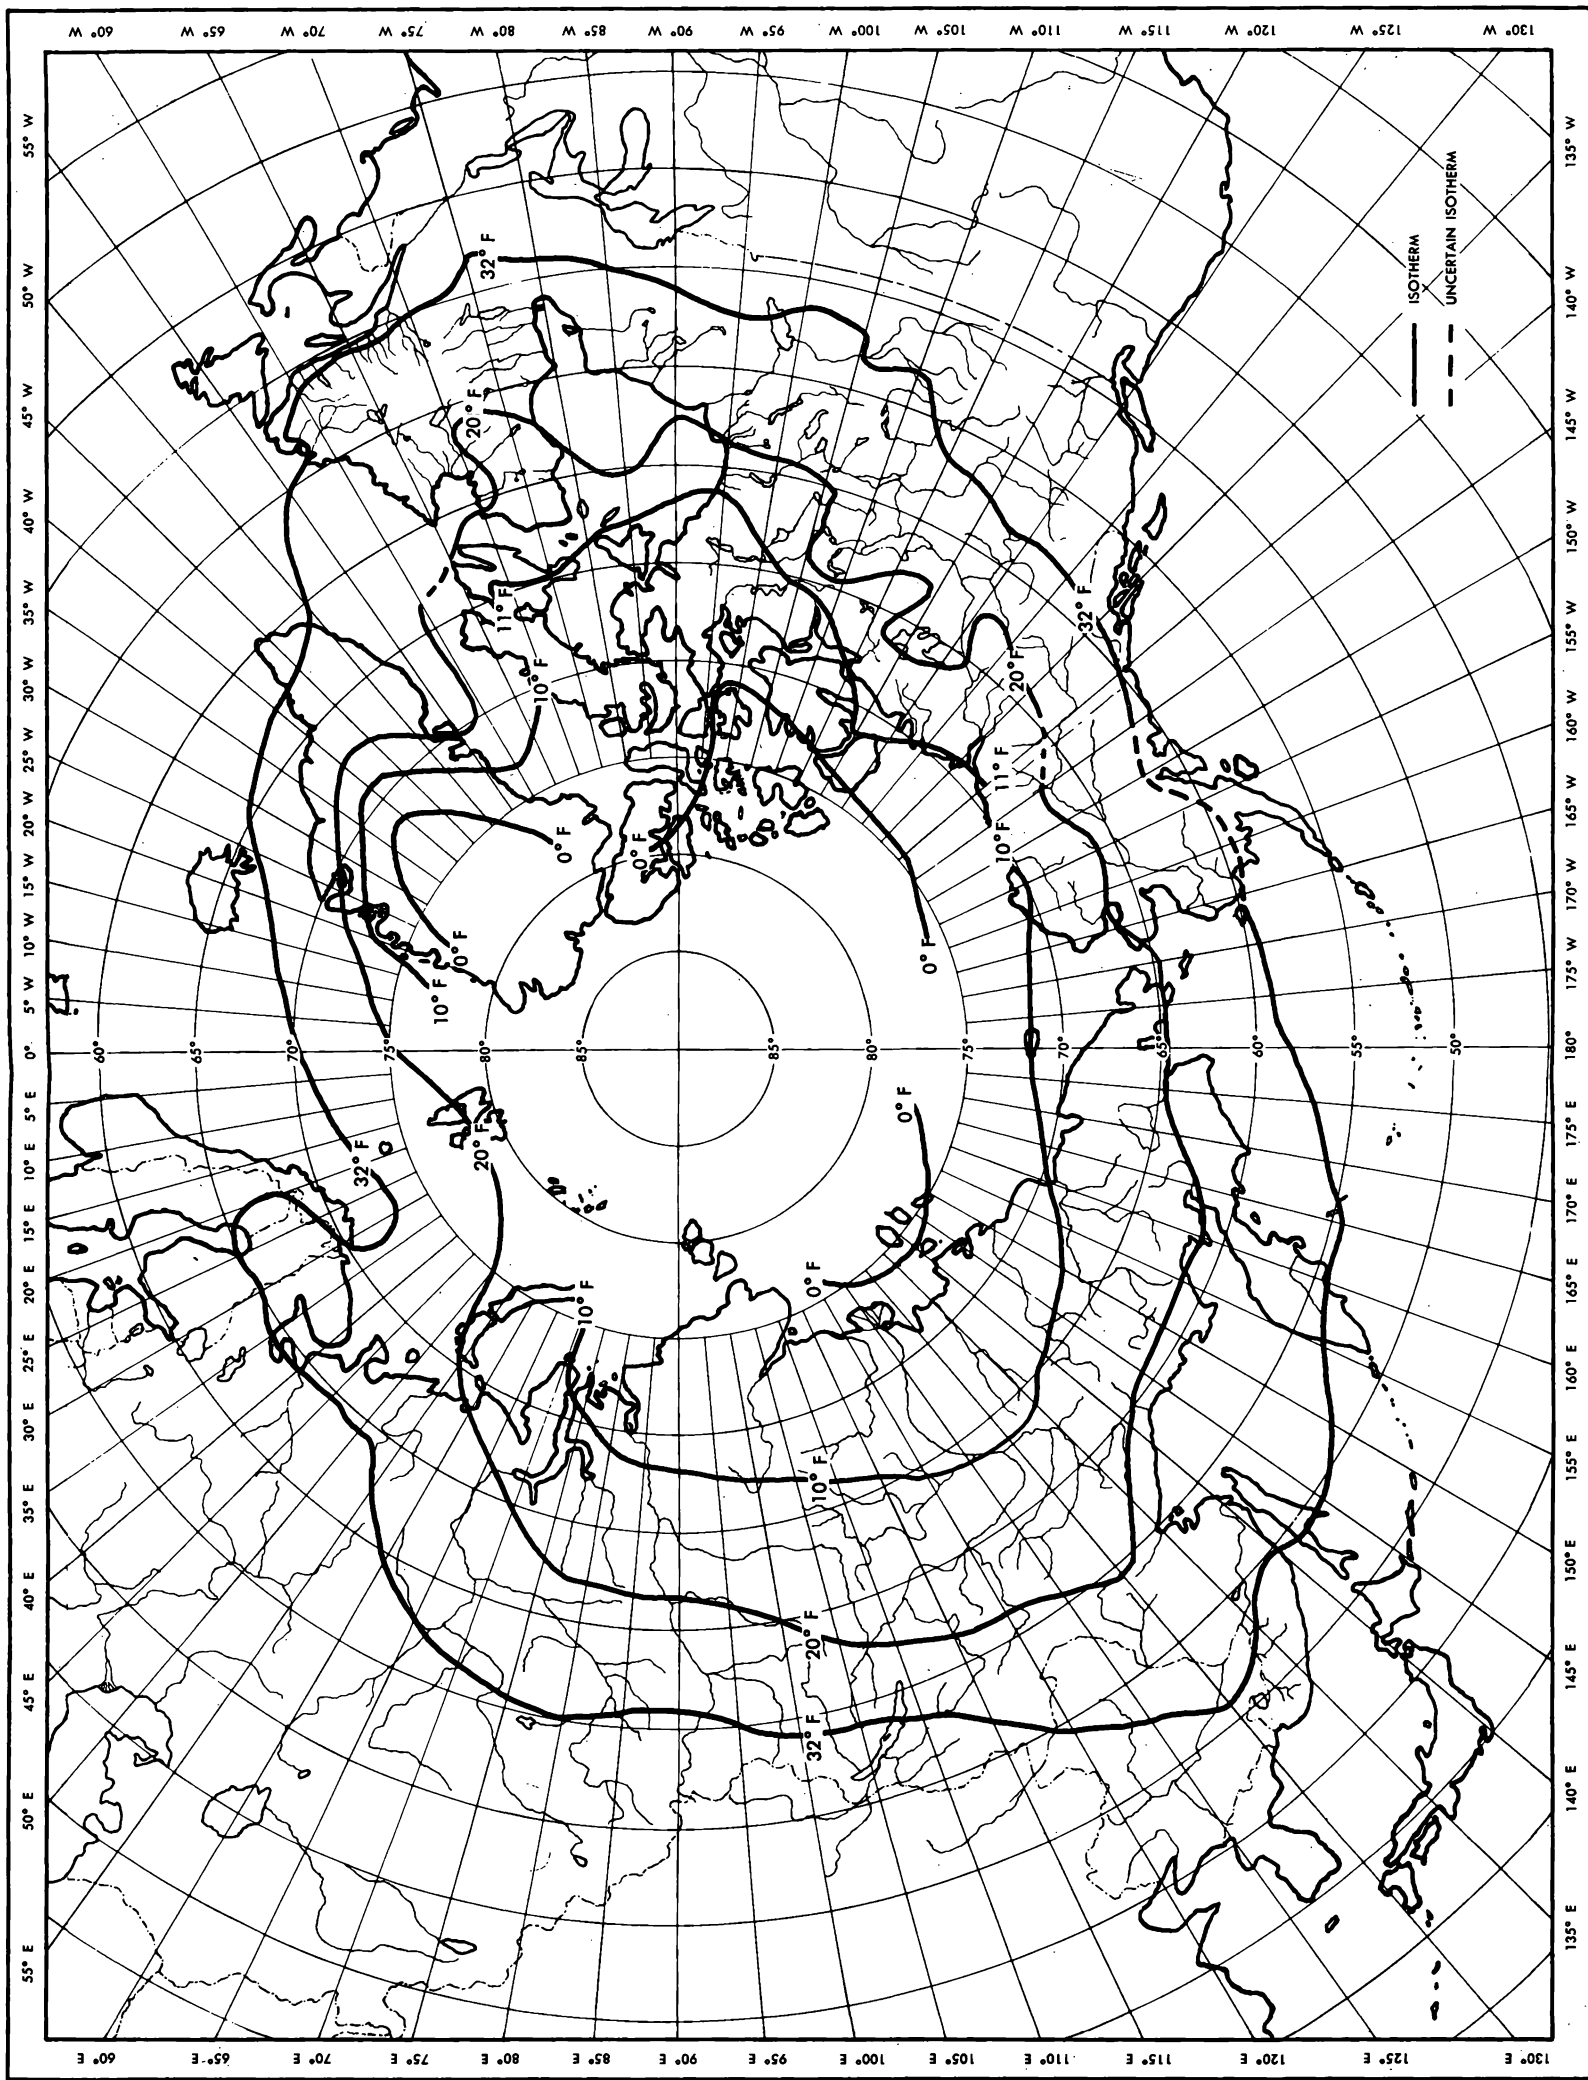 60° W 65° W 70° W 75° W 80° W 85° W 90° W 95° W 100° W 105° W 110° W 115° W 120° W 125° W 130° W
55° W
50° W
45° W
40° W
35° W
30° W
25° W
20° W
15° W
10° W
5° W
0°
5° E
10° E
15° E
20° E
25° E
30° E
35° E
40° E
45° E
50° E
55° E
135° W
140° W
145° W
150° W
155° W
160° W
165° W
170° W
175° W
180°
175° E
170° E
165° E
160° E
155° E
150° E
145° E
140° E
135° E
ISOTHERM
UNCERTAIN ISOTHERM
32° F
20° F
11° F
10° F
32° F
20° F
11° F
10° F
0° F
0° F
0° F
10° F
0° F
60° 65° 70° 75° 80° 85° 85° 80° 75° 70° 65° 60° 55° 50°
0° F
32° F
20° F
10° F
0° F
10° F
20° F
32° F
60° E 65° E 70° E 75° E 80° E 85° E 90° E 95° E 100° E 105° E 110° E 115° E 120° E 125° E 130° E